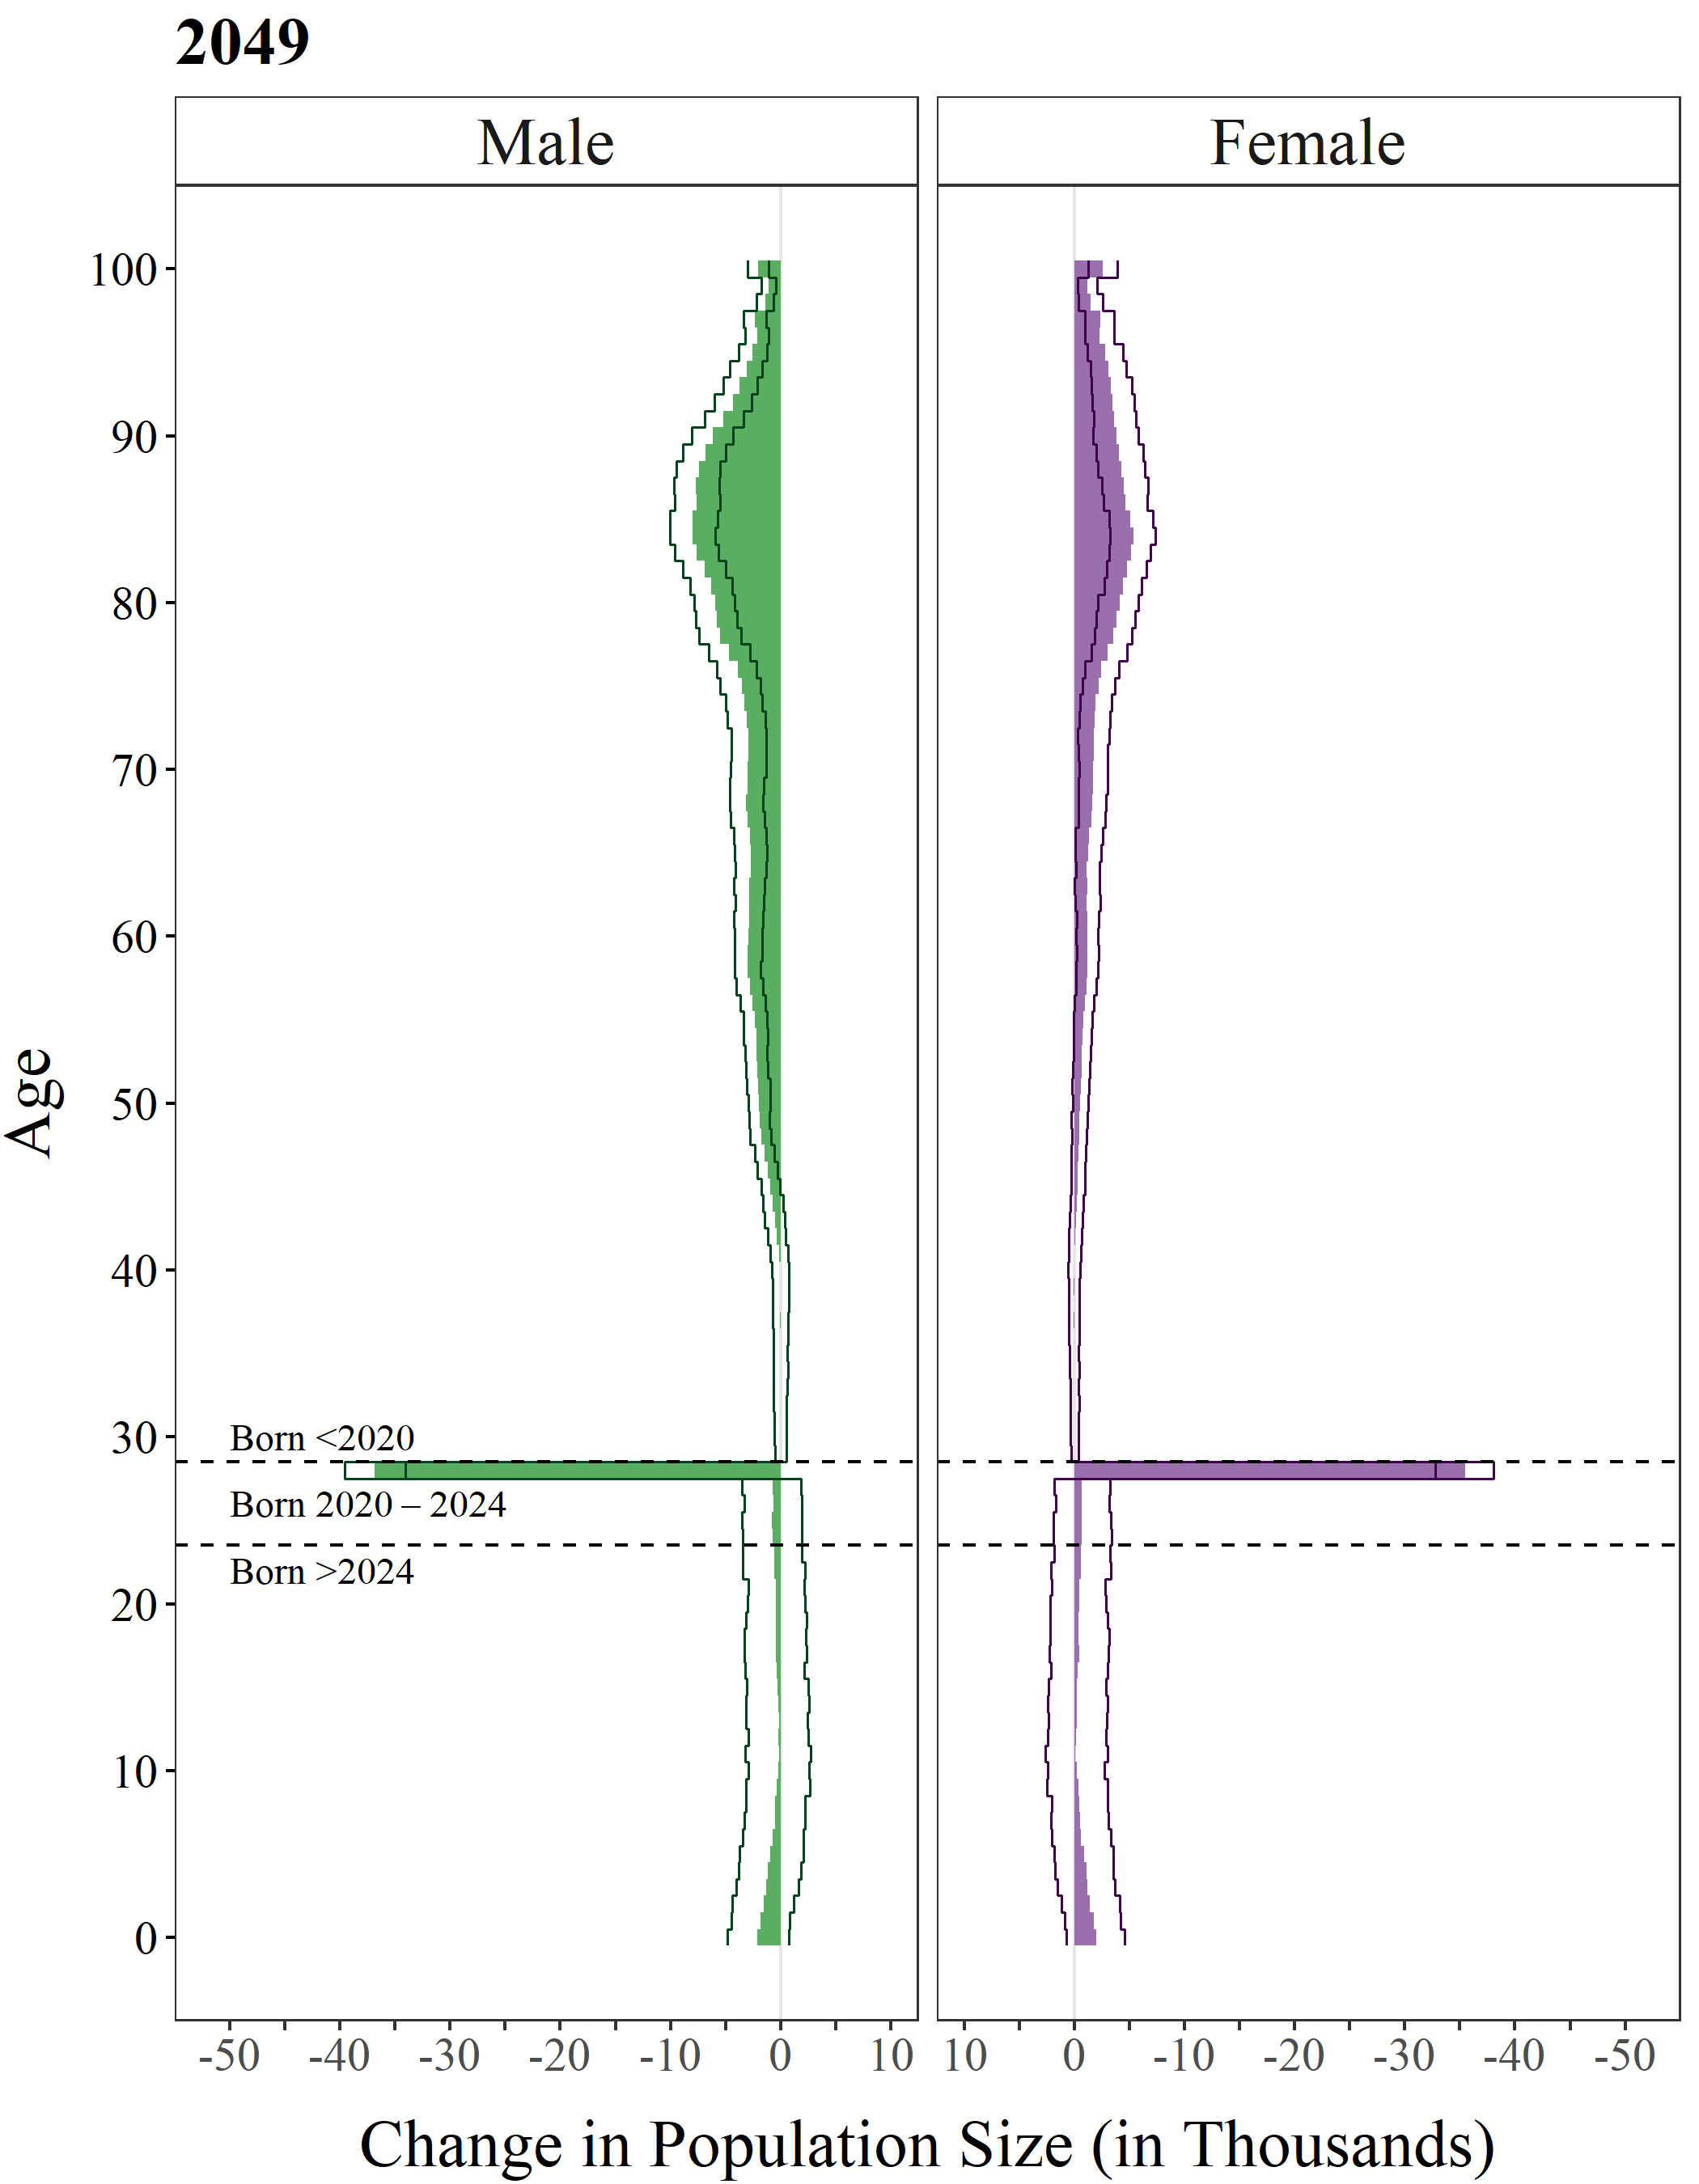 2049
Male
Female
100
90
80
70
60
50
40
30
20
10
0
Age
Born <2020
Born 2020 – 2024
Born >2024
-50 -40 -30 -20 -10 0 10
10 0 -10 -20 -30 -40 -50
Change in Population Size (in Thousands)